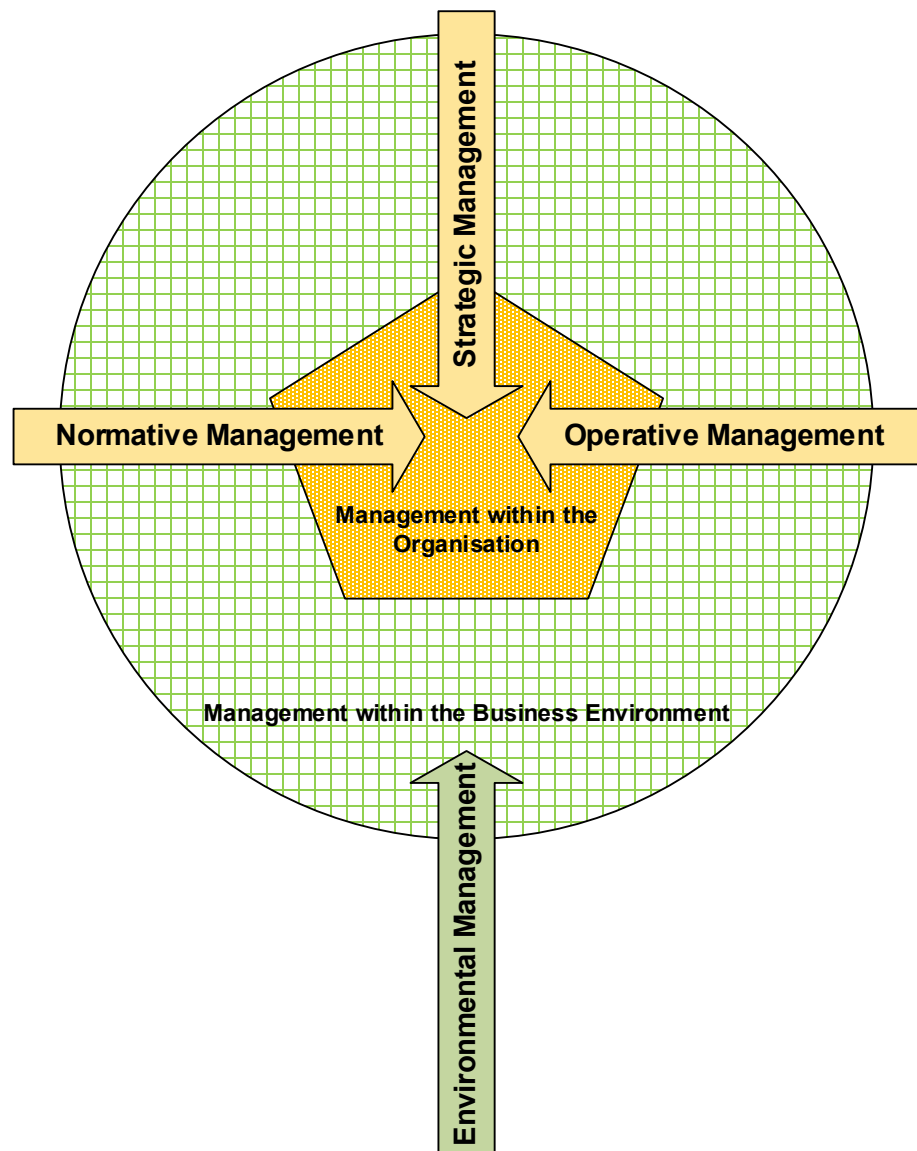 Strategic Management
Normative Management
Operative Management
Management within the
Organisation
Management within the Business Environment
Environmental Management